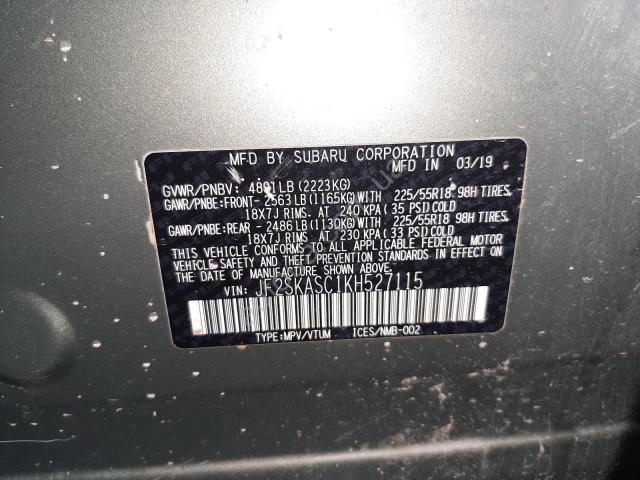 MFD BY SUBARU CORPORATION
MFD IN 03/19
GVWR/PNBV: 4891LB(2223KG)
GAWR/PNBE:FRONT- 2563LB(1165KG)WITH 225/55R18 98H TIRES
18X7J RIMS. AT 240 KPA(35 PSI)COLD
GAWR/PNBE:REAR - 2486LB(1130KG)WITH 225/55R18 98H TIRES
18X7J RIMS. AT 230 KPA(33 PSI)COLD
THIS VEHICLE CONFORMS TO ALL APPLICABLE FEDERAL MOTOR
VEHICLE SAFETY AND THEFT PREVENTION STANDARDS IN EFFECT
ON THE DATE OF MANUFACTURE SHOWN ABOVE.
VIN: JF2SKASC1KH527115
TYPE:MPV/VTUM ICES/NMB-002